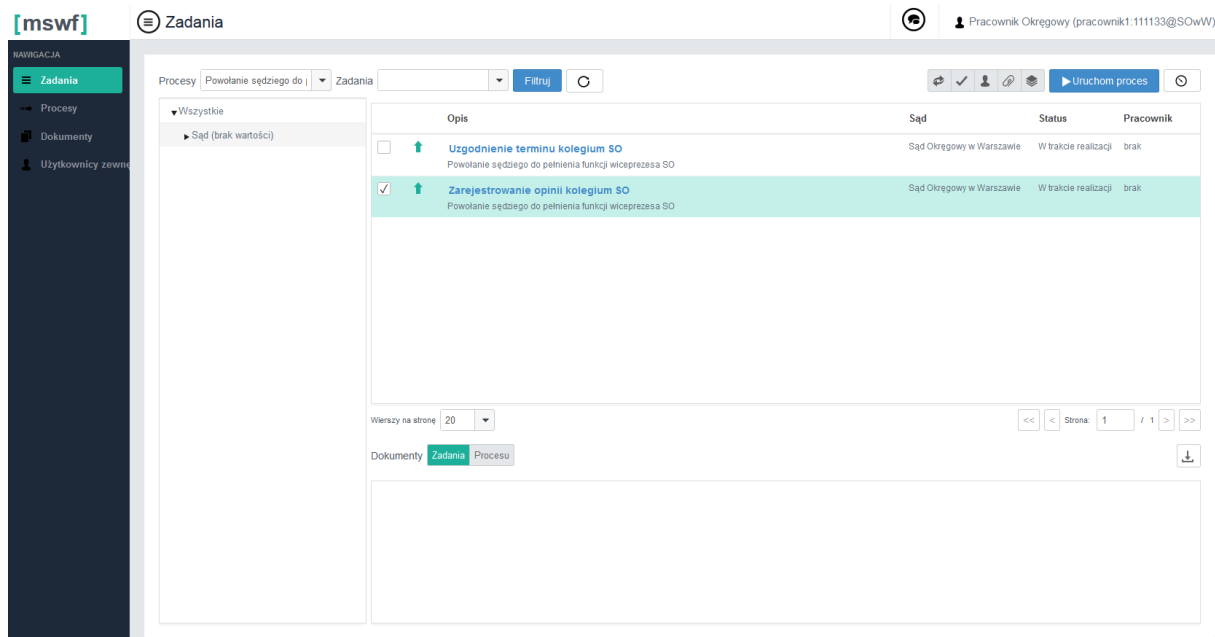 [mswf]
Zadania
Pracownik Okręgowy (pracownik1:111133@SOwW)
NAWIGACJA
Zadania
Procesy
Dokumenty
Użytkownicy zewnę
Procesy Powołanie sędziego do p Zadania Filtruj Uruchom proces
Wszystkie
Sąd (brak wartości)
Opis Sąd Status Pracownik
Uzgodnienie terminu kolegium SO Sąd Okręgowy w Warszawie W trakcie realizacji brak
Powołanie sędziego do pełnienia funkcji wiceprezesa SO
Zarejestrowanie opinii kolegium SO Sąd Okręgowy w Warszawie W trakcie realizacji brak
Powołanie sędziego do pełnienia funkcji wiceprezesa SO
Wierszy na stronę 20 << < Strona: 1 / 1 > >>
Dokumenty Zadania Procesu